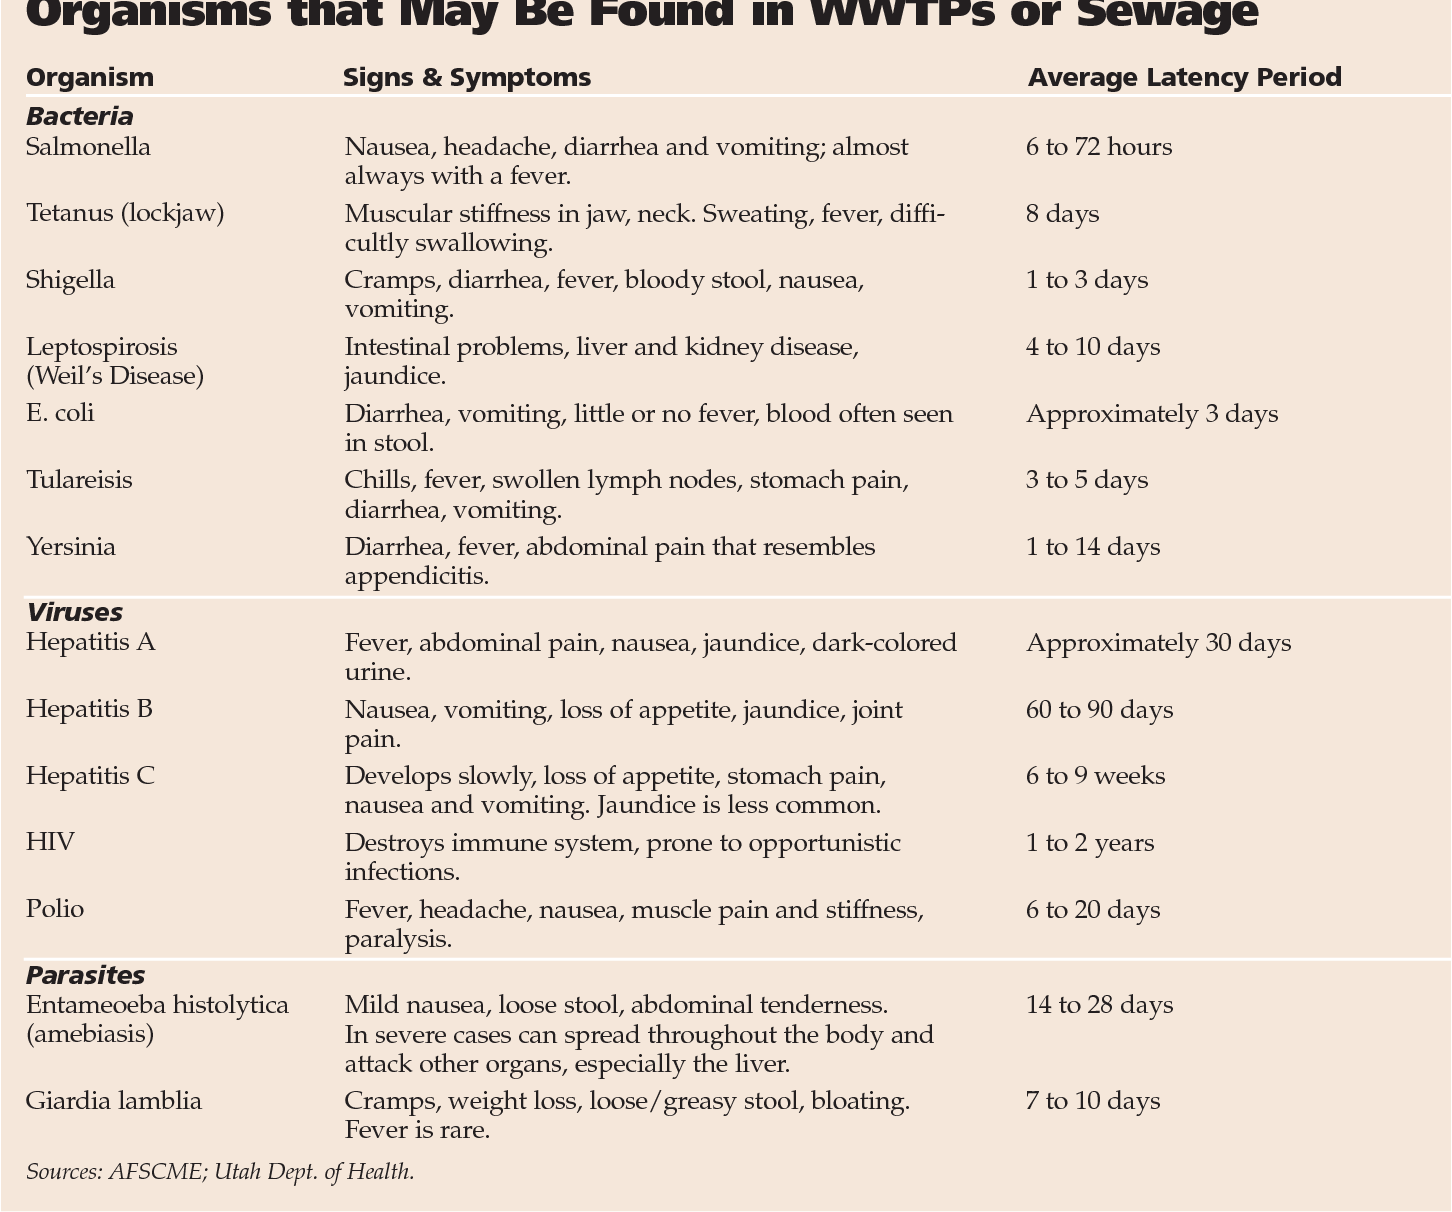 Organisms that May Be Found in WWTPs or Sewage
Organism Signs & Symptoms Average Latency Period
Bacteria
Salmonella Nausea, headache, diarrhea and vomiting; almost 6 to 72 hours
always with a fever.
Tetanus (lockjaw) Muscular stiffness in jaw, neck. Sweating, fever, diffi- 8 days
cultly swallowing.
Shigella Cramps, diarrhea, fever, bloody stool, nausea, 1 to 3 days
vomiting.
Leptospirosis Intestinal problems, liver and kidney disease, 4 to 10 days
(Weil's Disease) jaundice.
E. coli Diarrhea, vomiting, little or no fever, blood often seen Approximately 3 days
in stool.
Tulareisis Chills, fever, swollen lymph nodes, stomach pain, 3 to 5 days
diarrhea, vomiting.
Yersinia Diarrhea, fever, abdominal pain that resembles 1 to 14 days
appendicitis.
Viruses
Hepatitis A Fever, abdominal pain, nausea, jaundice, dark-colored Approximately 30 days
urine.
Hepatitis B Nausea, vomiting, loss of appetite, jaundice, joint 60 to 90 days
pain.
Hepatitis C Develops slowly, loss of appetite, stomach pain, 6 to 9 weeks
nausea and vomiting. Jaundice is less common.
HIV Destroys immune system, prone to opportunistic 1 to 2 years
infections.
Polio Fever, headache, nausea, muscle pain and stiffness, 6 to 20 days
paralysis.
Parasites
Entameoeba histolytica Mild nausea, loose stool, abdominal tenderness. 14 to 28 days
(amebiasis) In severe cases can spread throughout the body and
attack other organs, especially the liver.
Giardia lamblia Cramps, weight loss, loose/greasy stool, bloating. 7 to 10 days
Fever is rare.
Sources: AFSCME; Utah Dept. of Health.